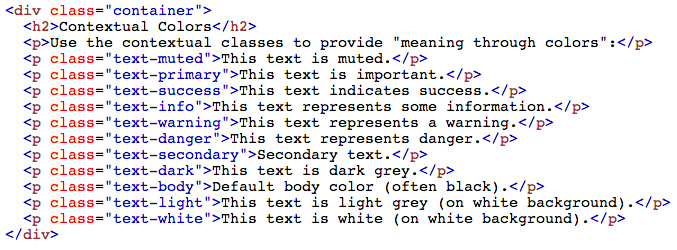 <div class="container">
  <h2>Contextual Colors</h2>
  <p>Use the contextual classes to provide "meaning through colors":</p>
  <p class="text-muted">This text is muted.</p>
  <p class="text-primary">This text is important.</p>
  <p class="text-success">This text indicates success.</p>
  <p class="text-info">This text represents some information.</p>
  <p class="text-warning">This text represents a warning.</p>
  <p class="text-danger">This text represents danger.</p>
  <p class="text-secondary">Secondary text.</p>
  <p class="text-dark">This text is dark grey.</p>
  <p class="text-body">Default body color (often black).</p>
  <p class="text-light">This text is light grey (on white background).</p>
  <p class="text-white">This text is white (on white background).</p>
</div>